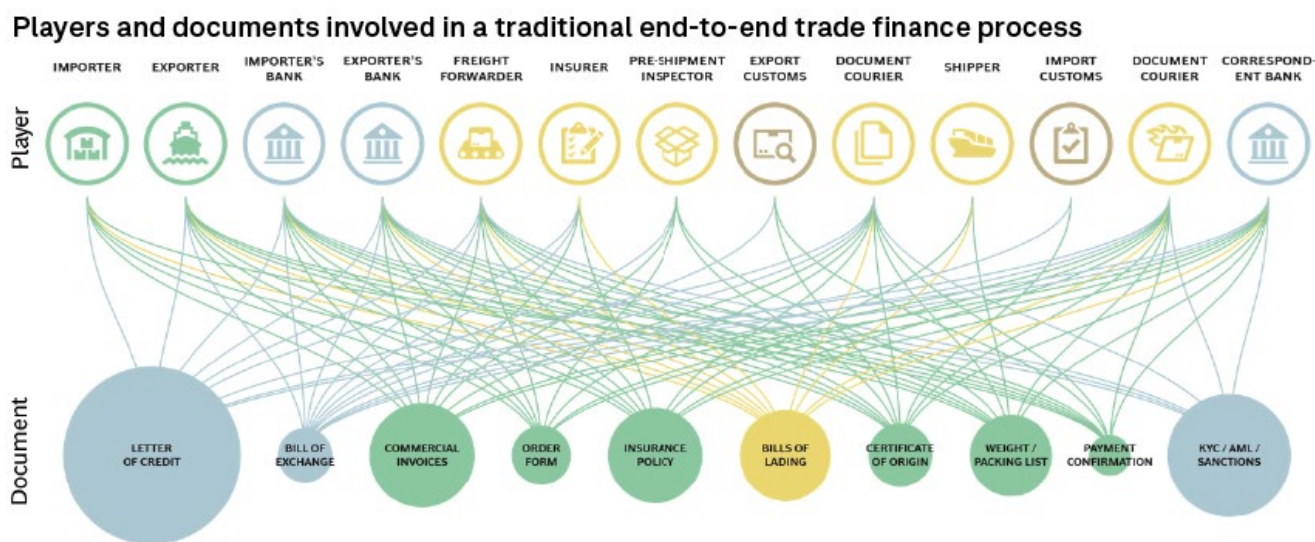 Players and documents involved in a traditional end-to-end trade finance process
IMPORTER
EXPORTER
IMPORTER'S
BANK
EXPORTER'S
BANK
FREIGHT
FORWARDER
INSURER
PRE-SHIPMENT
INSPECTOR
EXPORT
CUSTOMS
DOCUMENT
COURIER
SHIPPER
IMPORT
CUSTOMS
DOCUMENT
COURIER
CORRESPOND-
ENT BANK
Player
Document
LETTER
OF CREDIT
BILL OF
EXCHANGE
COMMERCIAL
INVOICES
ORDER
FORM
INSURANCE
POLICY
BILLS OF
LADING
CERTIFICATE
OF ORIGIN
WEIGHT /
PACKING LIST
PAYMENT
CONFIRMATION
KYC / AML /
SANCTIONS